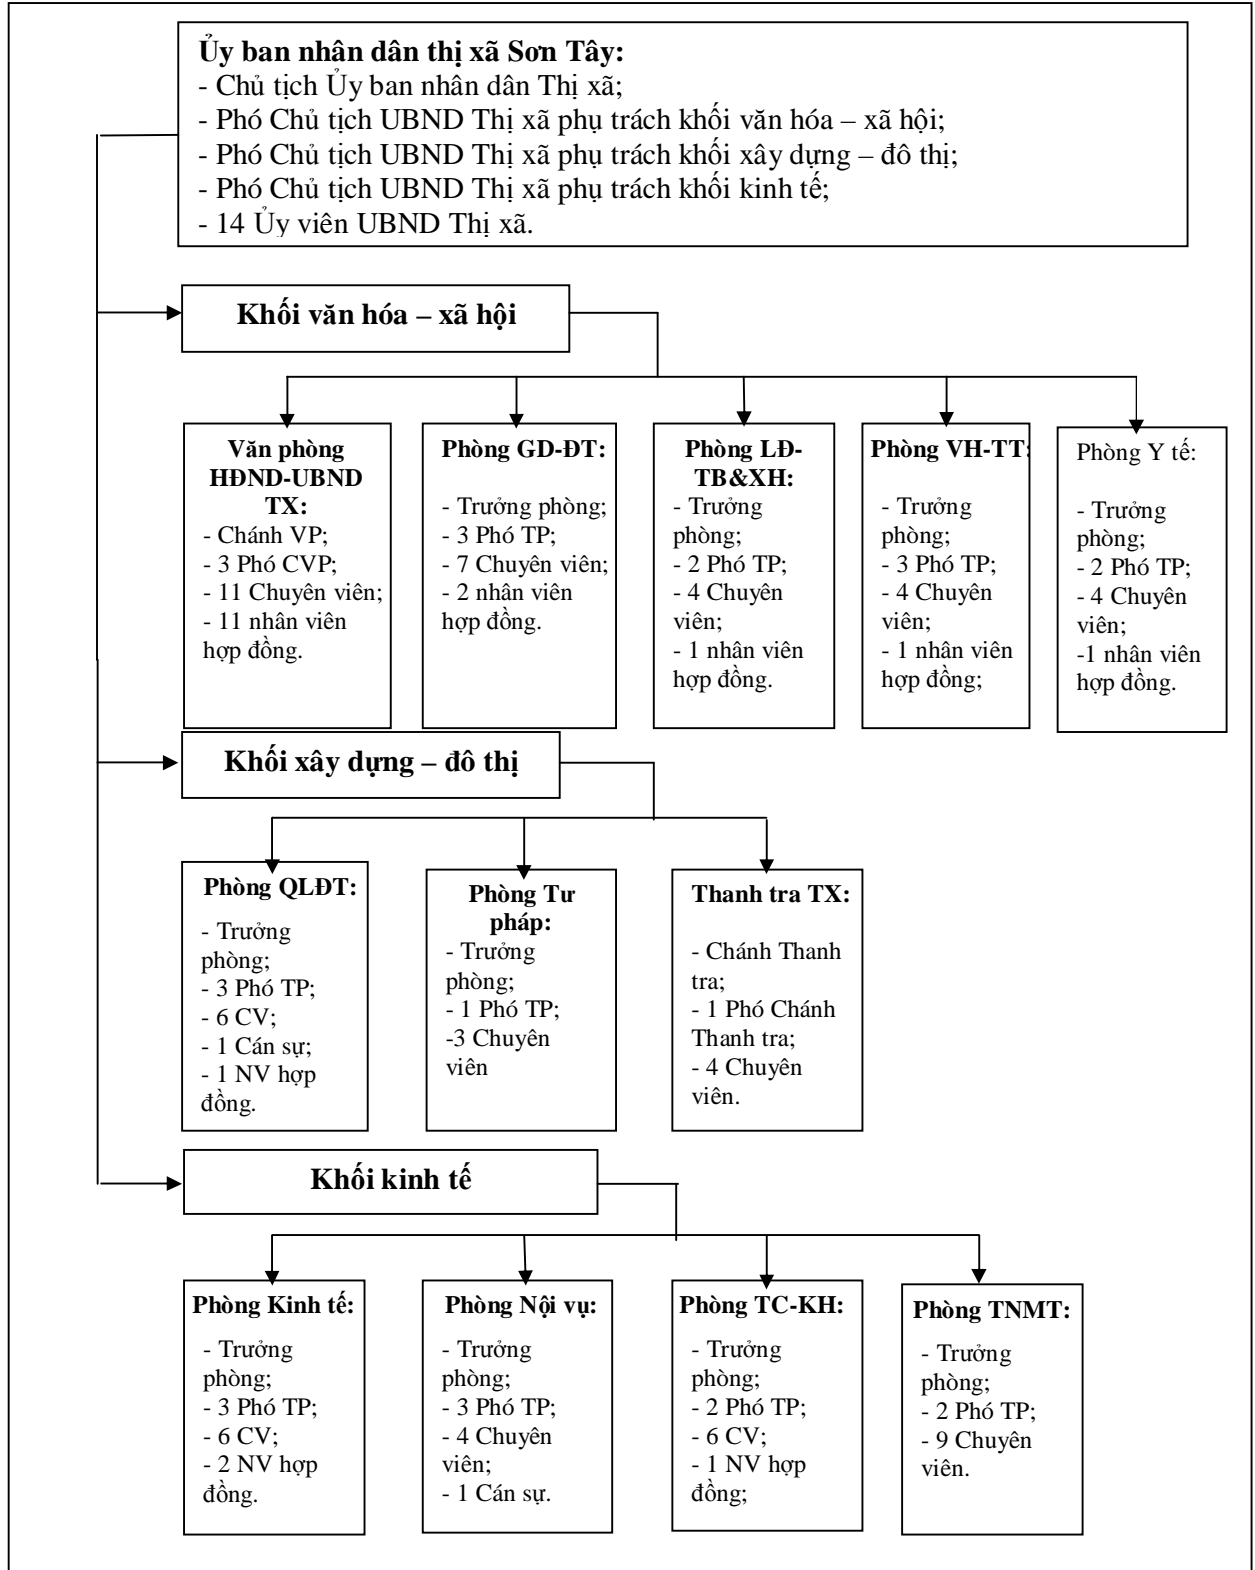 Ủy ban nhân dân thị xã Sơn Tây:
- Chủ tịch Ủy ban nhân dân Thị xã;
- Phó Chủ tịch UBND Thị xã phụ trách khối văn hóa – xã hội;
- Phó Chủ tịch UBND Thị xã phụ trách khối xây dựng – đô thị;
- Phó Chủ tịch UBND Thị xã phụ trách khối kinh tế;
- 14 Ủy viên UBND Thị xã.
Khối văn hóa – xã hội
Văn phòng
HĐND-UBND
TX:
- Chánh VP;
- 3 Phó CVP;
- 11 Chuyên viên;
- 11 nhân viên
hợp đồng.
Phòng GD-ĐT:
- Trưởng phòng;
- 3 Phó TP;
- 7 Chuyên viên;
- 2 nhân viên
hợp đồng.
Phòng LĐ-
TB&XH:
- Trưởng
phòng;
- 2 Phó TP;
- 4 Chuyên
viên;
- 1 nhân viên
hợp đồng.
Phòng VH-TT:
- Trưởng
phòng;
- 3 Phó TP;
- 4 Chuyên
viên;
- 1 nhân viên
hợp đồng;
Phòng Y tế:
- Trưởng
phòng;
- 2 Phó TP;
- 4 Chuyên
viên;
-1 nhân viên
hợp đồng.
Khối xây dựng – đô thị
Phòng QLĐT:
- Trưởng
phòng;
- 3 Phó TP;
- 6 CV;
- 1 Cán sự;
- 1 NV hợp
đồng.
Phòng Tư
pháp:
- Trưởng
phòng;
- 1 Phó TP;
-3 Chuyên
viên
Thanh tra TX:
- Chánh Thanh
tra;
- 1 Phó Chánh
Thanh tra;
- 4 Chuyên
viên.
Khối kinh tế
Phòng Kinh tế:
- Trưởng
phòng;
- 3 Phó TP;
- 6 CV;
- 2 NV hợp
đồng.
Phòng Nội vụ:
- Trưởng
phòng;
- 3 Phó TP;
- 4 Chuyên
viên;
- 1 Cán sự.
Phòng TC-KH:
- Trưởng
phòng;
- 2 Phó TP;
- 6 CV;
- 1 NV hợp
đồng;
Phòng TNMT:
- Trưởng
phòng;
- 2 Phó TP;
- 9 Chuyên
viên.